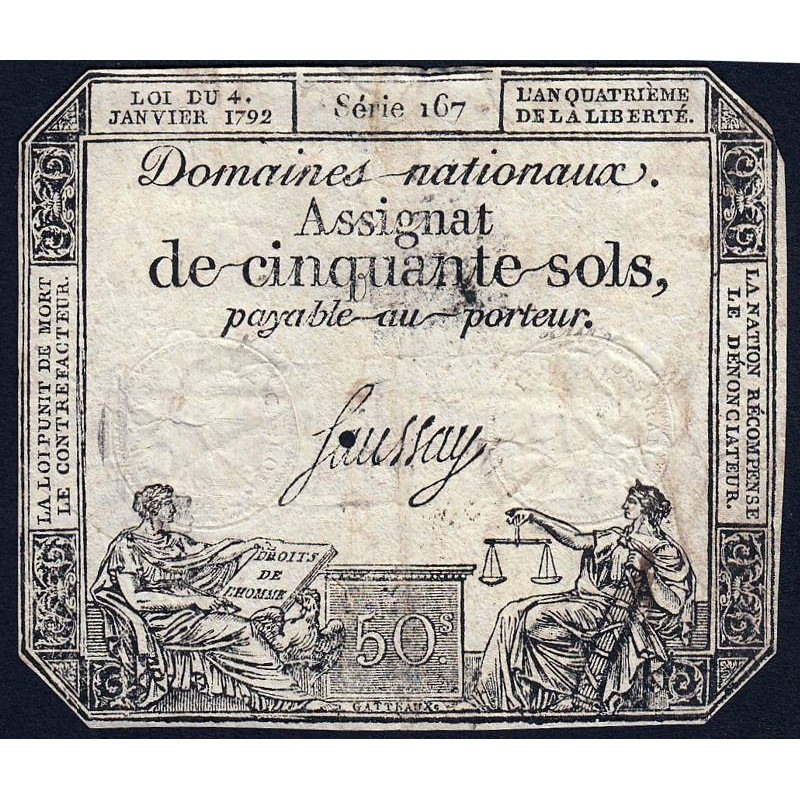 LOI DU 4.
JANVIER 1792
Série 167
L'AN QUATRIÈME
DE LA LIBERTÉ.
Domaines nationaux.
Assignat
de cinquante sols,
payable au porteur.
LA LOI PUNIT DE MORT
LE CONTREFACTEUR.
LA NATION RÉCOMPENSE
LE DÉNONCIATEUR.
Saussay
DROITS
DE
L'HOMME
50.s
GATTEAUX